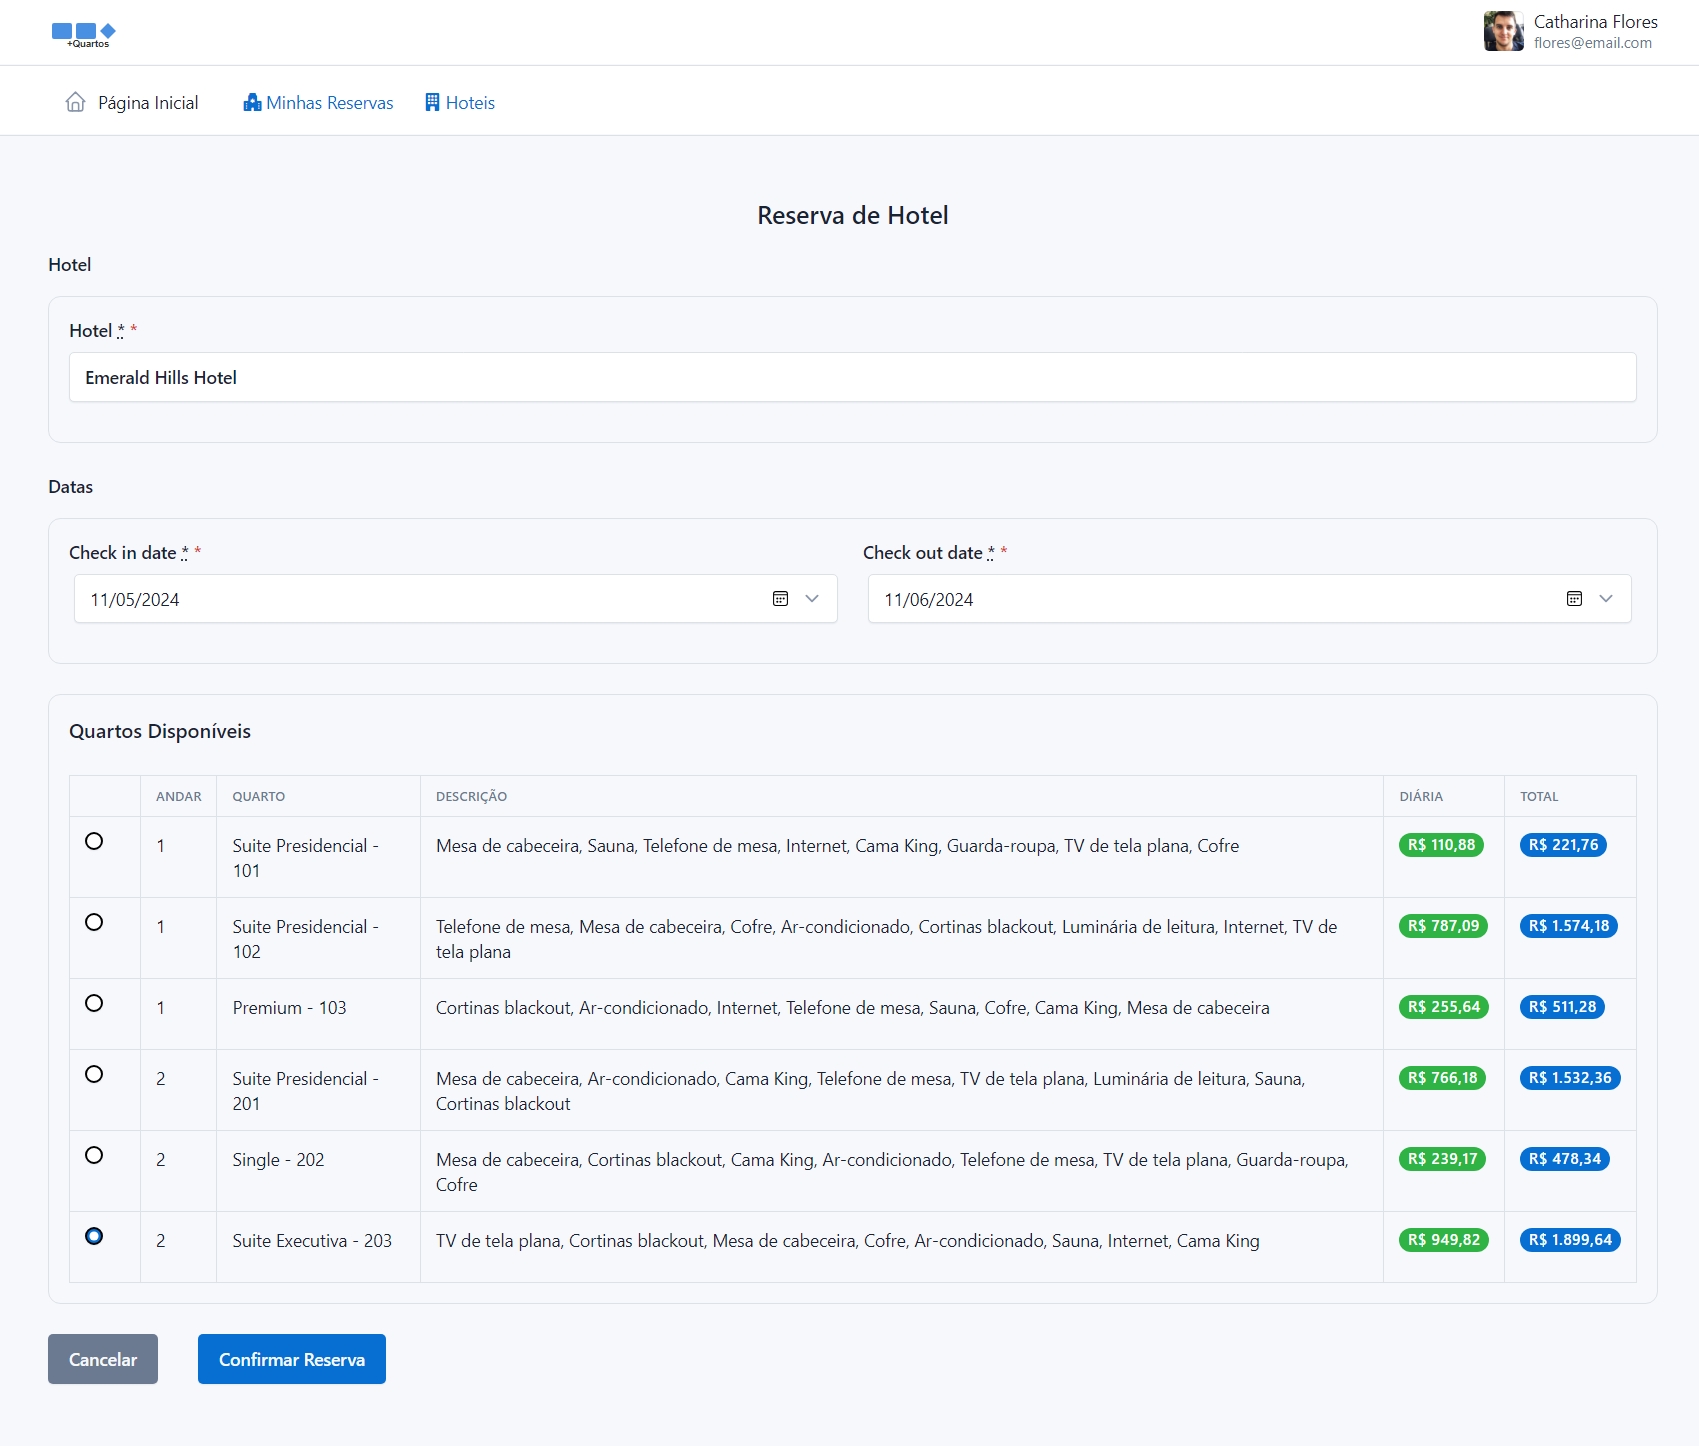 +Quartos
Catharina Flores
flores@email.com
Página Inicial
Minhas Reservas
Hoteis
Reserva de Hotel
Hotel
Hotel * *
Emerald Hills Hotel
Datas
Check in date * *
Check out date * *
11/05/2024
11/06/2024
Quartos Disponíveis
ANDAR QUARTO DESCRIÇÃO DIÁRIA TOTAL
1 Suite Presidencial - Mesa de cabeceira, Sauna, Telefone de mesa, Internet, Cama King, Guarda-roupa, TV de tela plana, Cofre R$ 110,88 R$ 221,76
101
1 Suite Presidencial - Telefone de mesa, Mesa de cabeceira, Cofre, Ar-condicionado, Cortinas blackout, Luminária de leitura, Internet, TV de R$ 787,09 R$ 1.574,18
102 tela plana
1 Premium - 103 Cortinas blackout, Ar-condicionado, Internet, Telefone de mesa, Sauna, Cofre, Cama King, Mesa de cabeceira R$ 255,64 R$ 511,28
2 Suite Presidencial - Mesa de cabeceira, Ar-condicionado, Cama King, Telefone de mesa, TV de tela plana, Luminária de leitura, Sauna, R$ 766,18 R$ 1.532,36
201 Cortinas blackout
2 Single - 202 Mesa de cabeceira, Cortinas blackout, Cama King, Ar-condicionado, Telefone de mesa, TV de tela plana, Guarda-roupa, R$ 239,17 R$ 478,34
Cofre
2 Suite Executiva - 203 TV de tela plana, Cortinas blackout, Mesa de cabeceira, Cofre, Ar-condicionado, Sauna, Internet, Cama King R$ 949,82 R$ 1.899,64
Cancelar
Confirmar Reserva